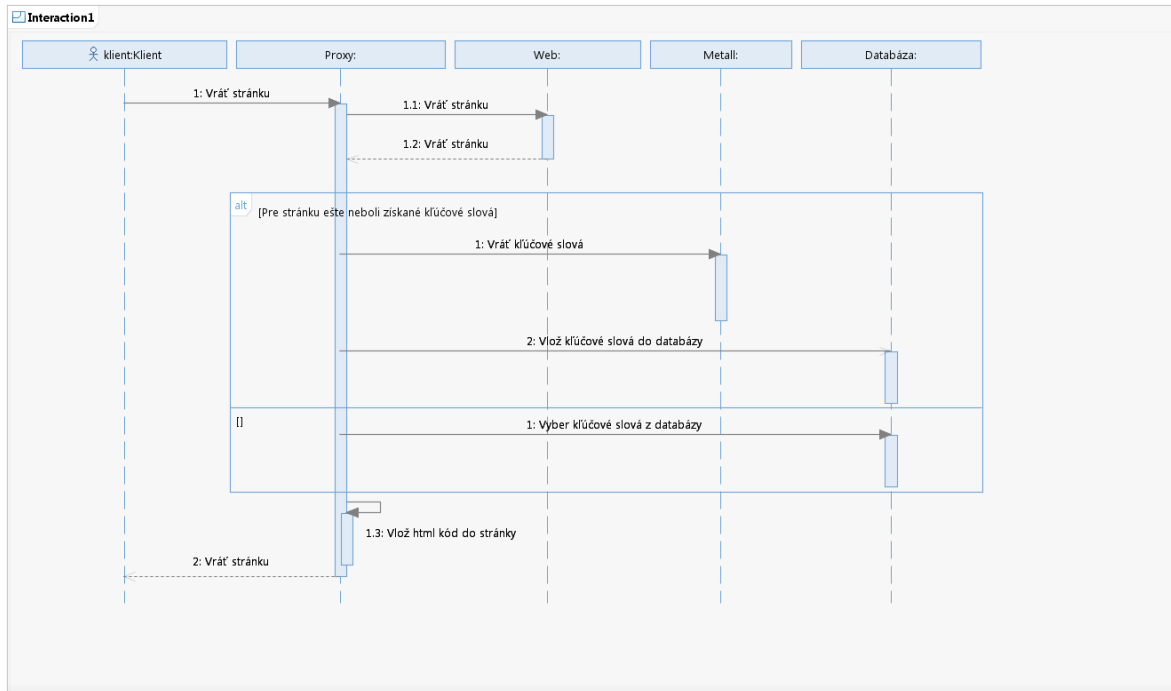 Interaction1
klient:Klient
Proxy:
Web:
Metall:
Databáza:
1: Vráť stránku
1.1: Vráť stránku
1.2: Vráť stránku
alt
[Pre stránku ešte neboli získané kľúčové slová]
1: Vráť kľúčové slová
2: Vlož kľúčové slová do databázy
[]
1: Vyber kľúčové slová z databázy
1.3: Vlož html kód do stránky
2: Vráť stránku